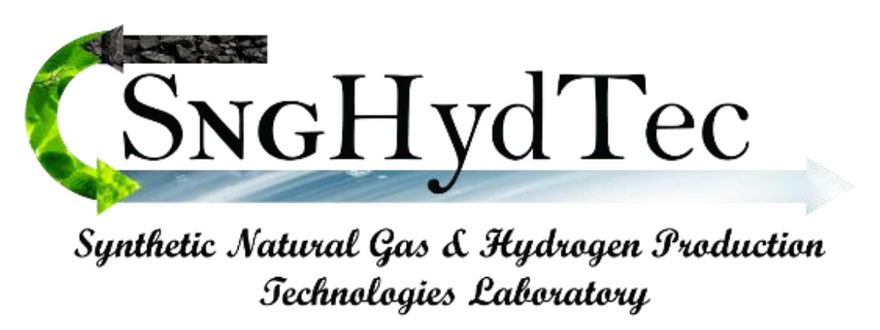 SNGHydTec
Synthetic Natural Gas & Hydrogen Production
Technologies Laboratory